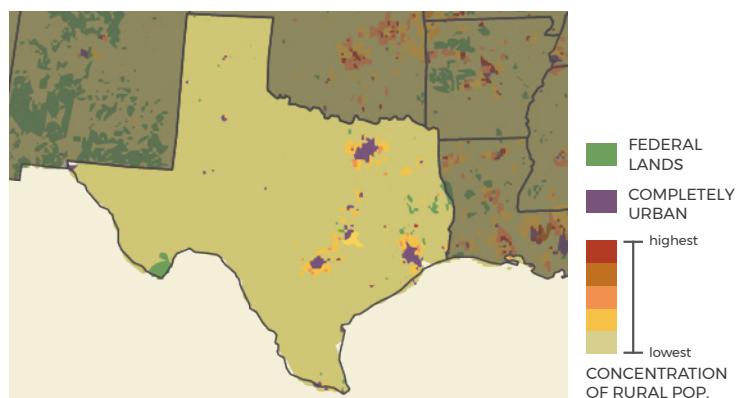 FEDERAL
LANDS
COMPLETELY
URBAN
highest
lowest
CONCENTRATION
OF RURAL POP.